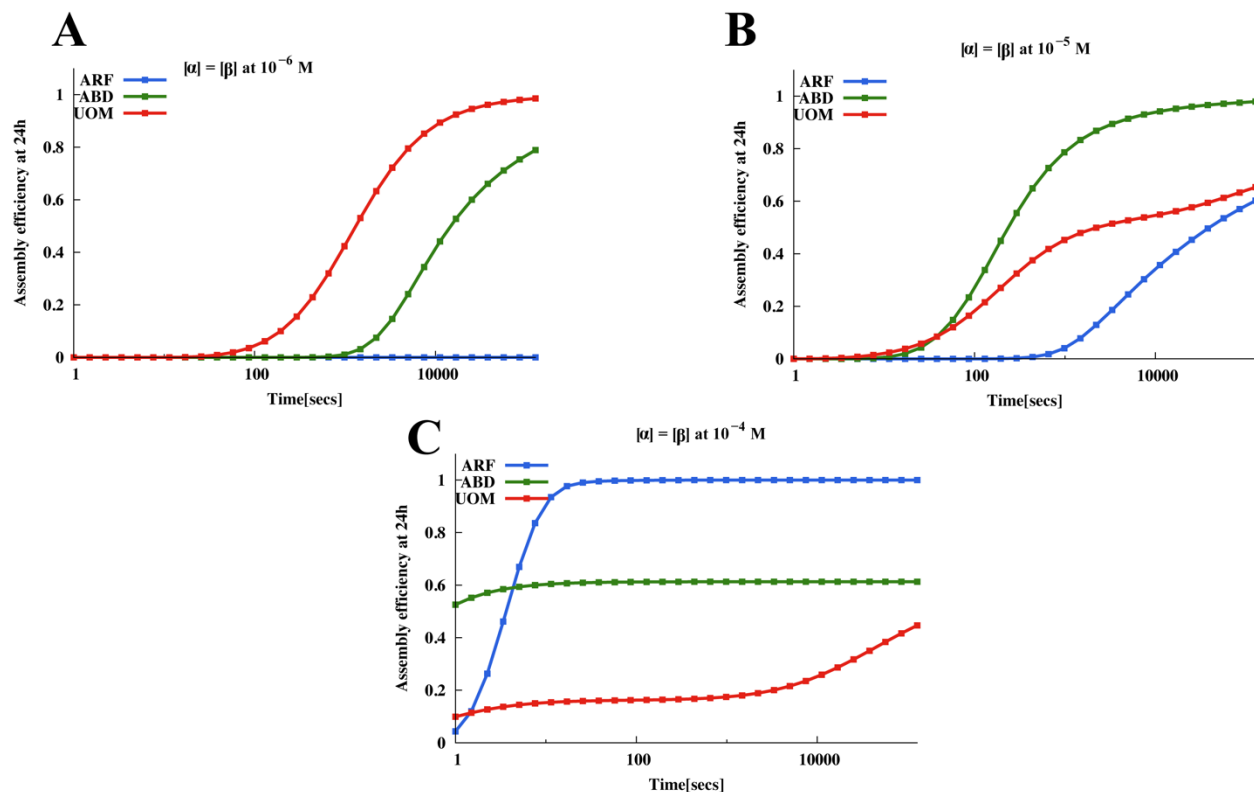 A
|α] = [β] at 10⁻⁶ M
ARF
ABD
UOM
1
0.8
0.6
0.4
0.2
0
Assembly efficiency at 24h
1
100
10000
Time[secs]
B
|α] = [β] at 10⁻⁵ M
ARF
ABD
UOM
1
0.8
0.6
0.4
0.2
0
Assembly efficiency at 24h
1
100
10000
Time[secs]
C
|α] = [β] at 10⁻⁴ M
ARF
ABD
UOM
1
0.8
0.6
0.4
0.2
0
Assembly efficiency at 24h
1
100
10000
Time[secs]